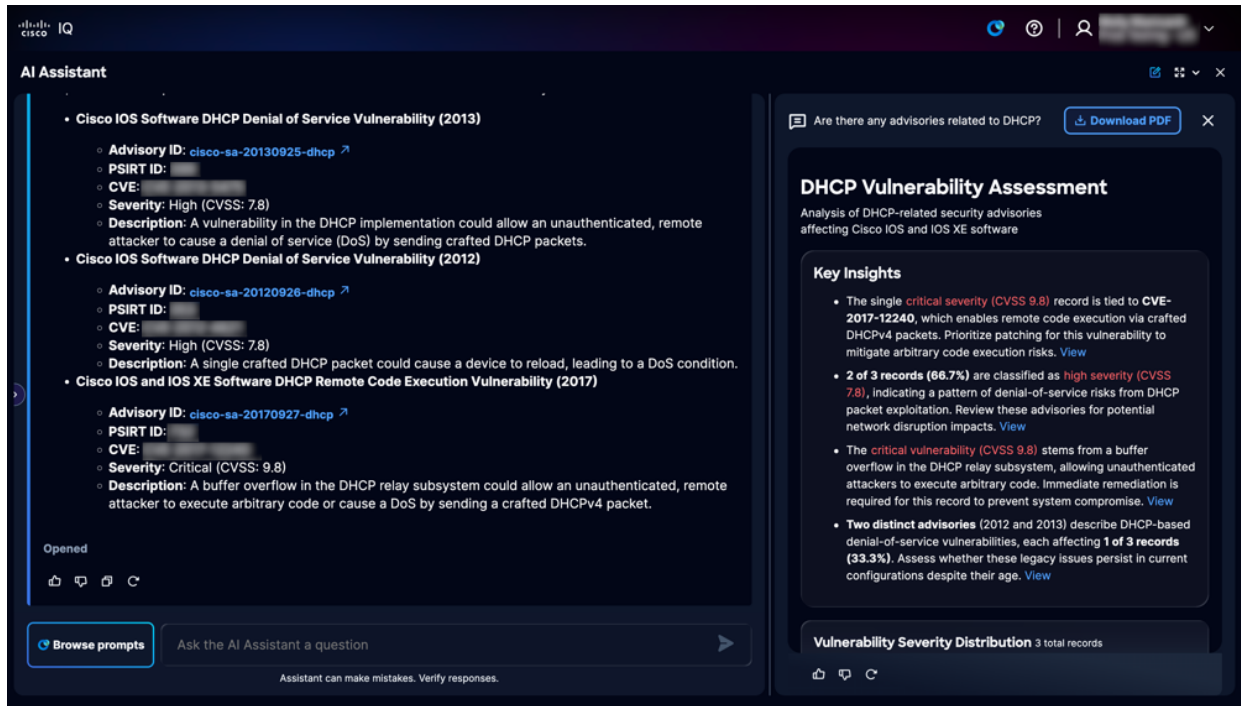 cisco IQ
AI Assistant
• Cisco IOS Software DHCP Denial of Service Vulnerability (2013)
◦ Advisory ID: cisco-sa-20130925-dhcp ↗
◦ PSIRT ID:
◦ CVE:
◦ Severity: High (CVSS: 7.8)
◦ Description: A vulnerability in the DHCP implementation could allow an unauthenticated, remote
attacker to cause a denial of service (DoS) by sending crafted DHCP packets.
• Cisco IOS Software DHCP Denial of Service Vulnerability (2012)
◦ Advisory ID: cisco-sa-20120926-dhcp ↗
◦ PSIRT ID:
◦ CVE:
◦ Severity: High (CVSS: 7.8)
◦ Description: A single crafted DHCP packet could cause a device to reload, leading to a DoS condition.
• Cisco IOS and IOS XE Software DHCP Remote Code Execution Vulnerability (2017)
◦ Advisory ID: cisco-sa-20170927-dhcp ↗
◦ PSIRT ID:
◦ CVE:
◦ Severity: Critical (CVSS: 9.8)
◦ Description: A buffer overflow in the DHCP relay subsystem could allow an unauthenticated, remote
attacker to execute arbitrary code or cause a DoS by sending a crafted DHCPv4 packet.
Opened
Browse prompts
Ask the AI Assistant a question
Assistant can make mistakes. Verify responses.
Are there any advisories related to DHCP?
Download PDF
DHCP Vulnerability Assessment
Analysis of DHCP-related security advisories
affecting Cisco IOS and IOS XE software
Key Insights
• The single critical severity (CVSS 9.8) record is tied to CVE-
2017-12240, which enables remote code execution via crafted
DHCPv4 packets. Prioritize patching for this vulnerability to
mitigate arbitrary code execution risks. View
• 2 of 3 records (66.7%) are classified as high severity (CVSS
7.8), indicating a pattern of denial-of-service risks from DHCP
packet exploitation. Review these advisories for potential
network disruption impacts. View
• The critical vulnerability (CVSS 9.8) stems from a buffer
overflow in the DHCP relay subsystem, allowing unauthenticated
attackers to execute arbitrary code. Immediate remediation is
required for this record to prevent system compromise. View
• Two distinct advisories (2012 and 2013) describe DHCP-based
denial-of-service vulnerabilities, each affecting 1 of 3 records
(33.3%). Assess whether these legacy issues persist in current
configurations despite their age. View
Vulnerability Severity Distribution 3 total records